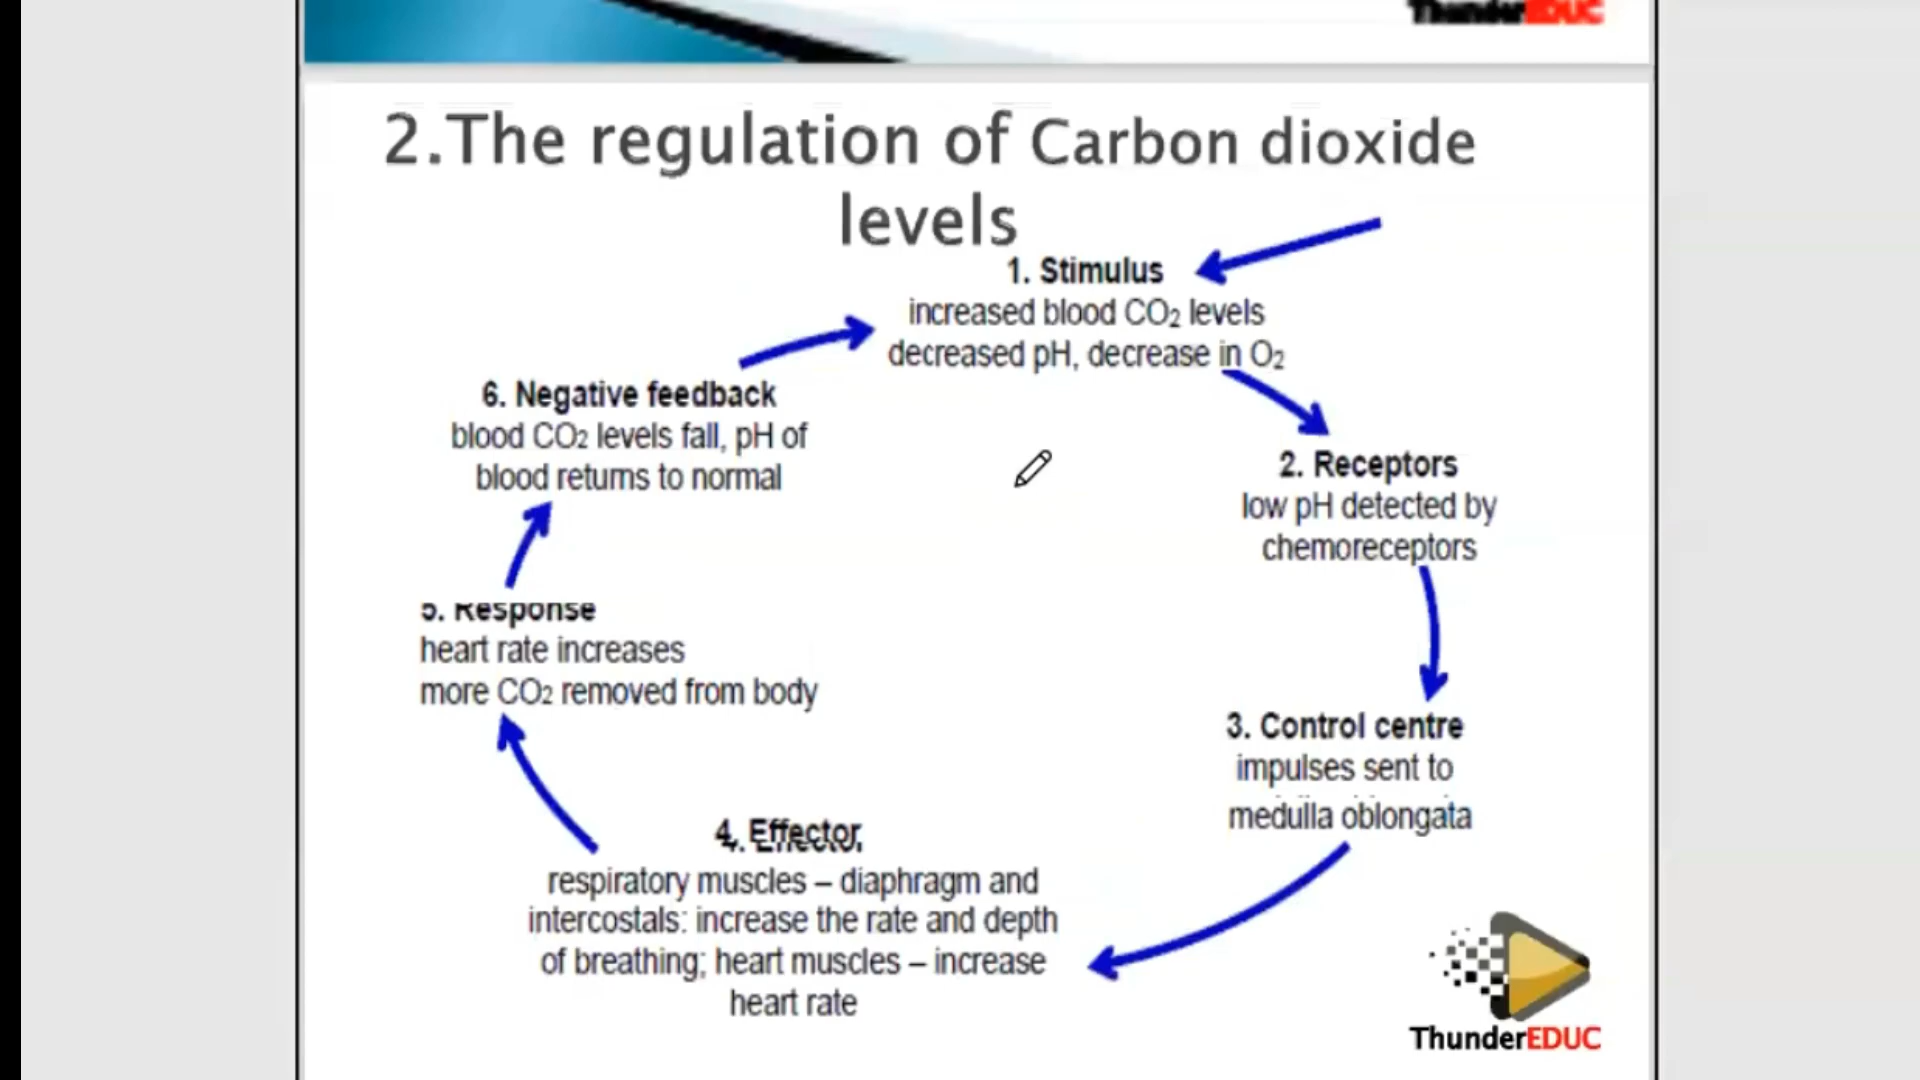 ThunderEDUC
2.The regulation of Carbon dioxide
levels
1. Stimulus
increased blood CO₂ levels
decreased pH, decrease in O₂
2. Receptors
low pH detected by
chemoreceptors
3. Control centre
impulses sent to
medulla oblongata
4. Effector
respiratory muscles – diaphragm and
intercostals: increase the rate and depth
of breathing; heart muscles – increase
heart rate
5. Response
heart rate increases
more CO₂ removed from body
6. Negative feedback
blood CO₂ levels fall, pH of
blood returns to normal
ThunderEDUC